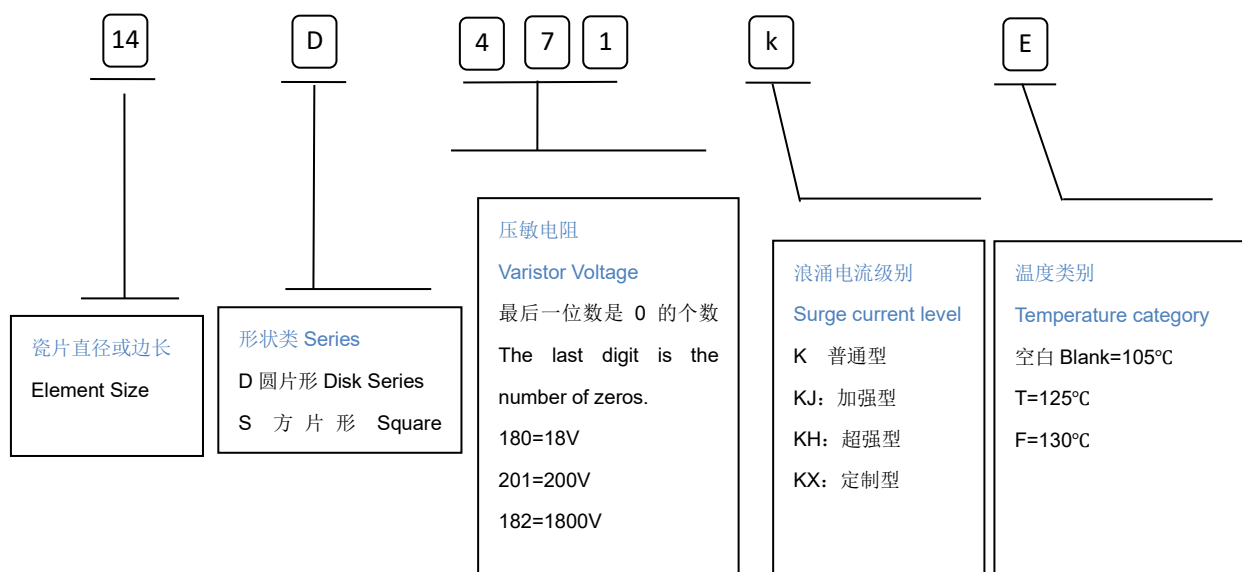 14 D 4 7 1 k E
瓷片直径或边长
Element Size
形状类 Series
D 圆片形 Disk Series
S 方片形 Square
压敏电阻
Varistor Voltage
最后一位数是 0 的个数
The last digit is the
number of zeros.
180=18V
201=200V
182=1800V
浪涌电流级别
Surge current level
K 普通型
KJ：加强型
KH：超强型
KX：定制型
温度类别
Temperature category
空白 Blank=105℃
T=125℃
F=130℃